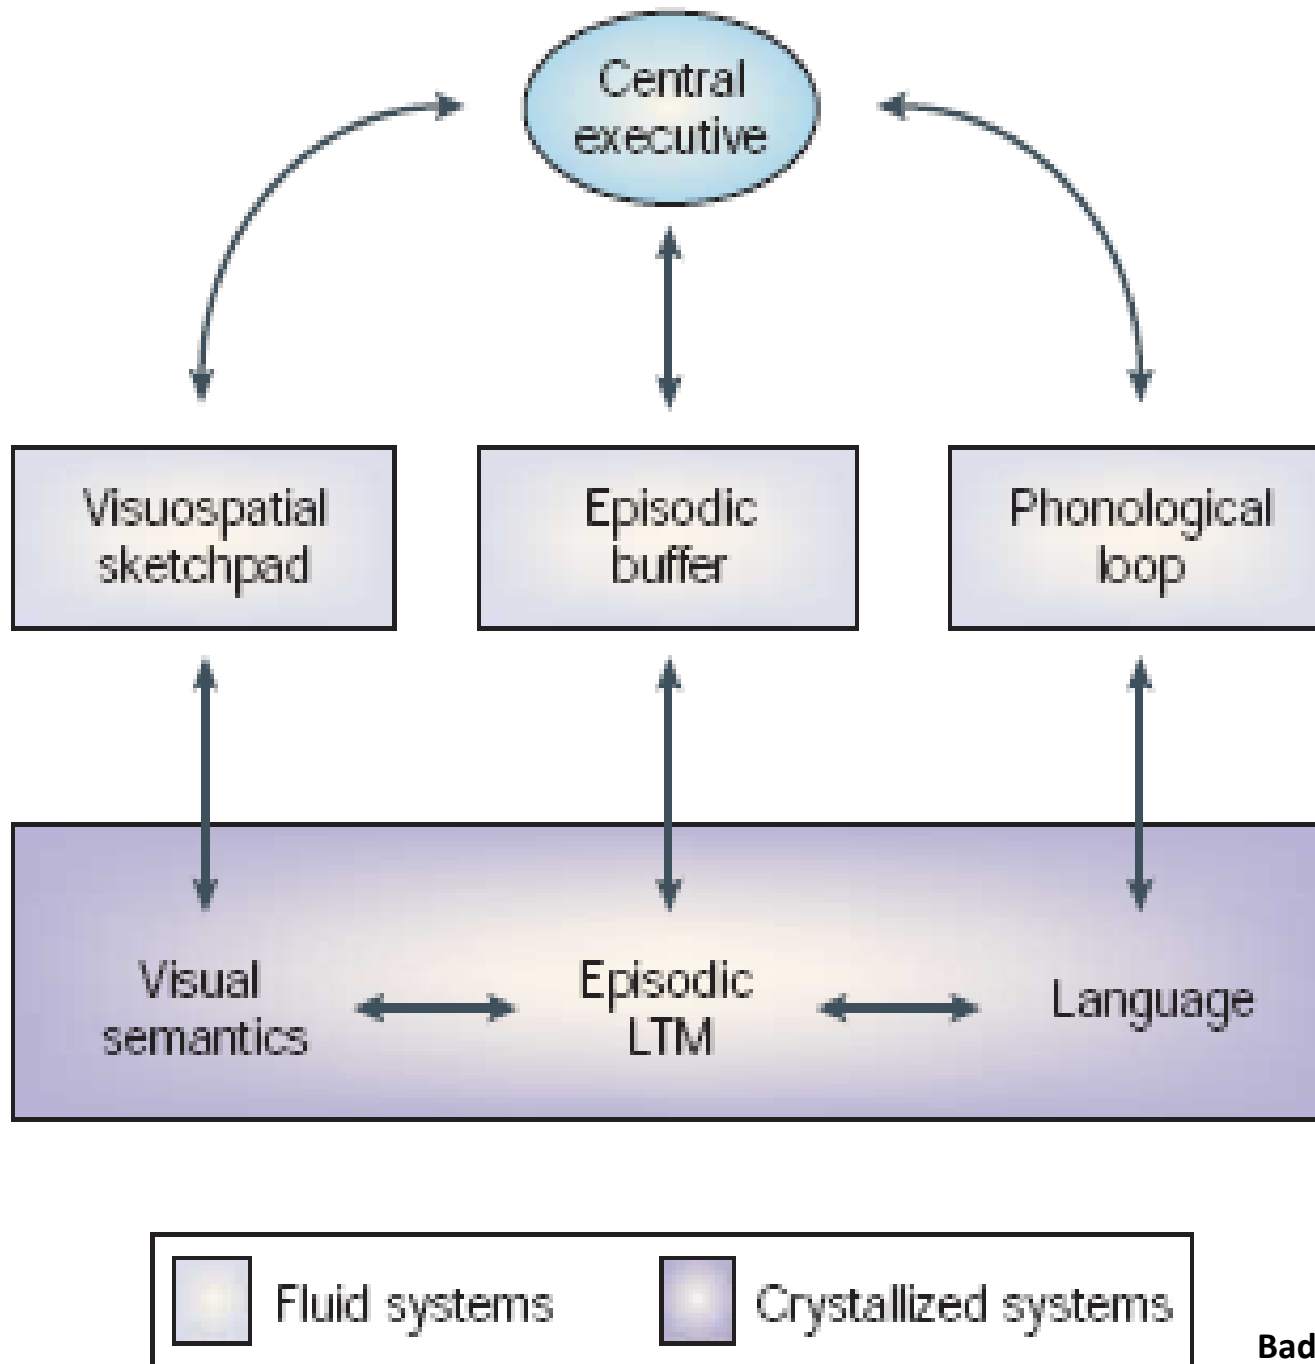 Central
executive
Visuospatial
sketchpad
Episodic
buffer
Phonological
loop
Visual
semantics
Episodic
LTM
Language
Fluid systems
Crystallized systems
Bad